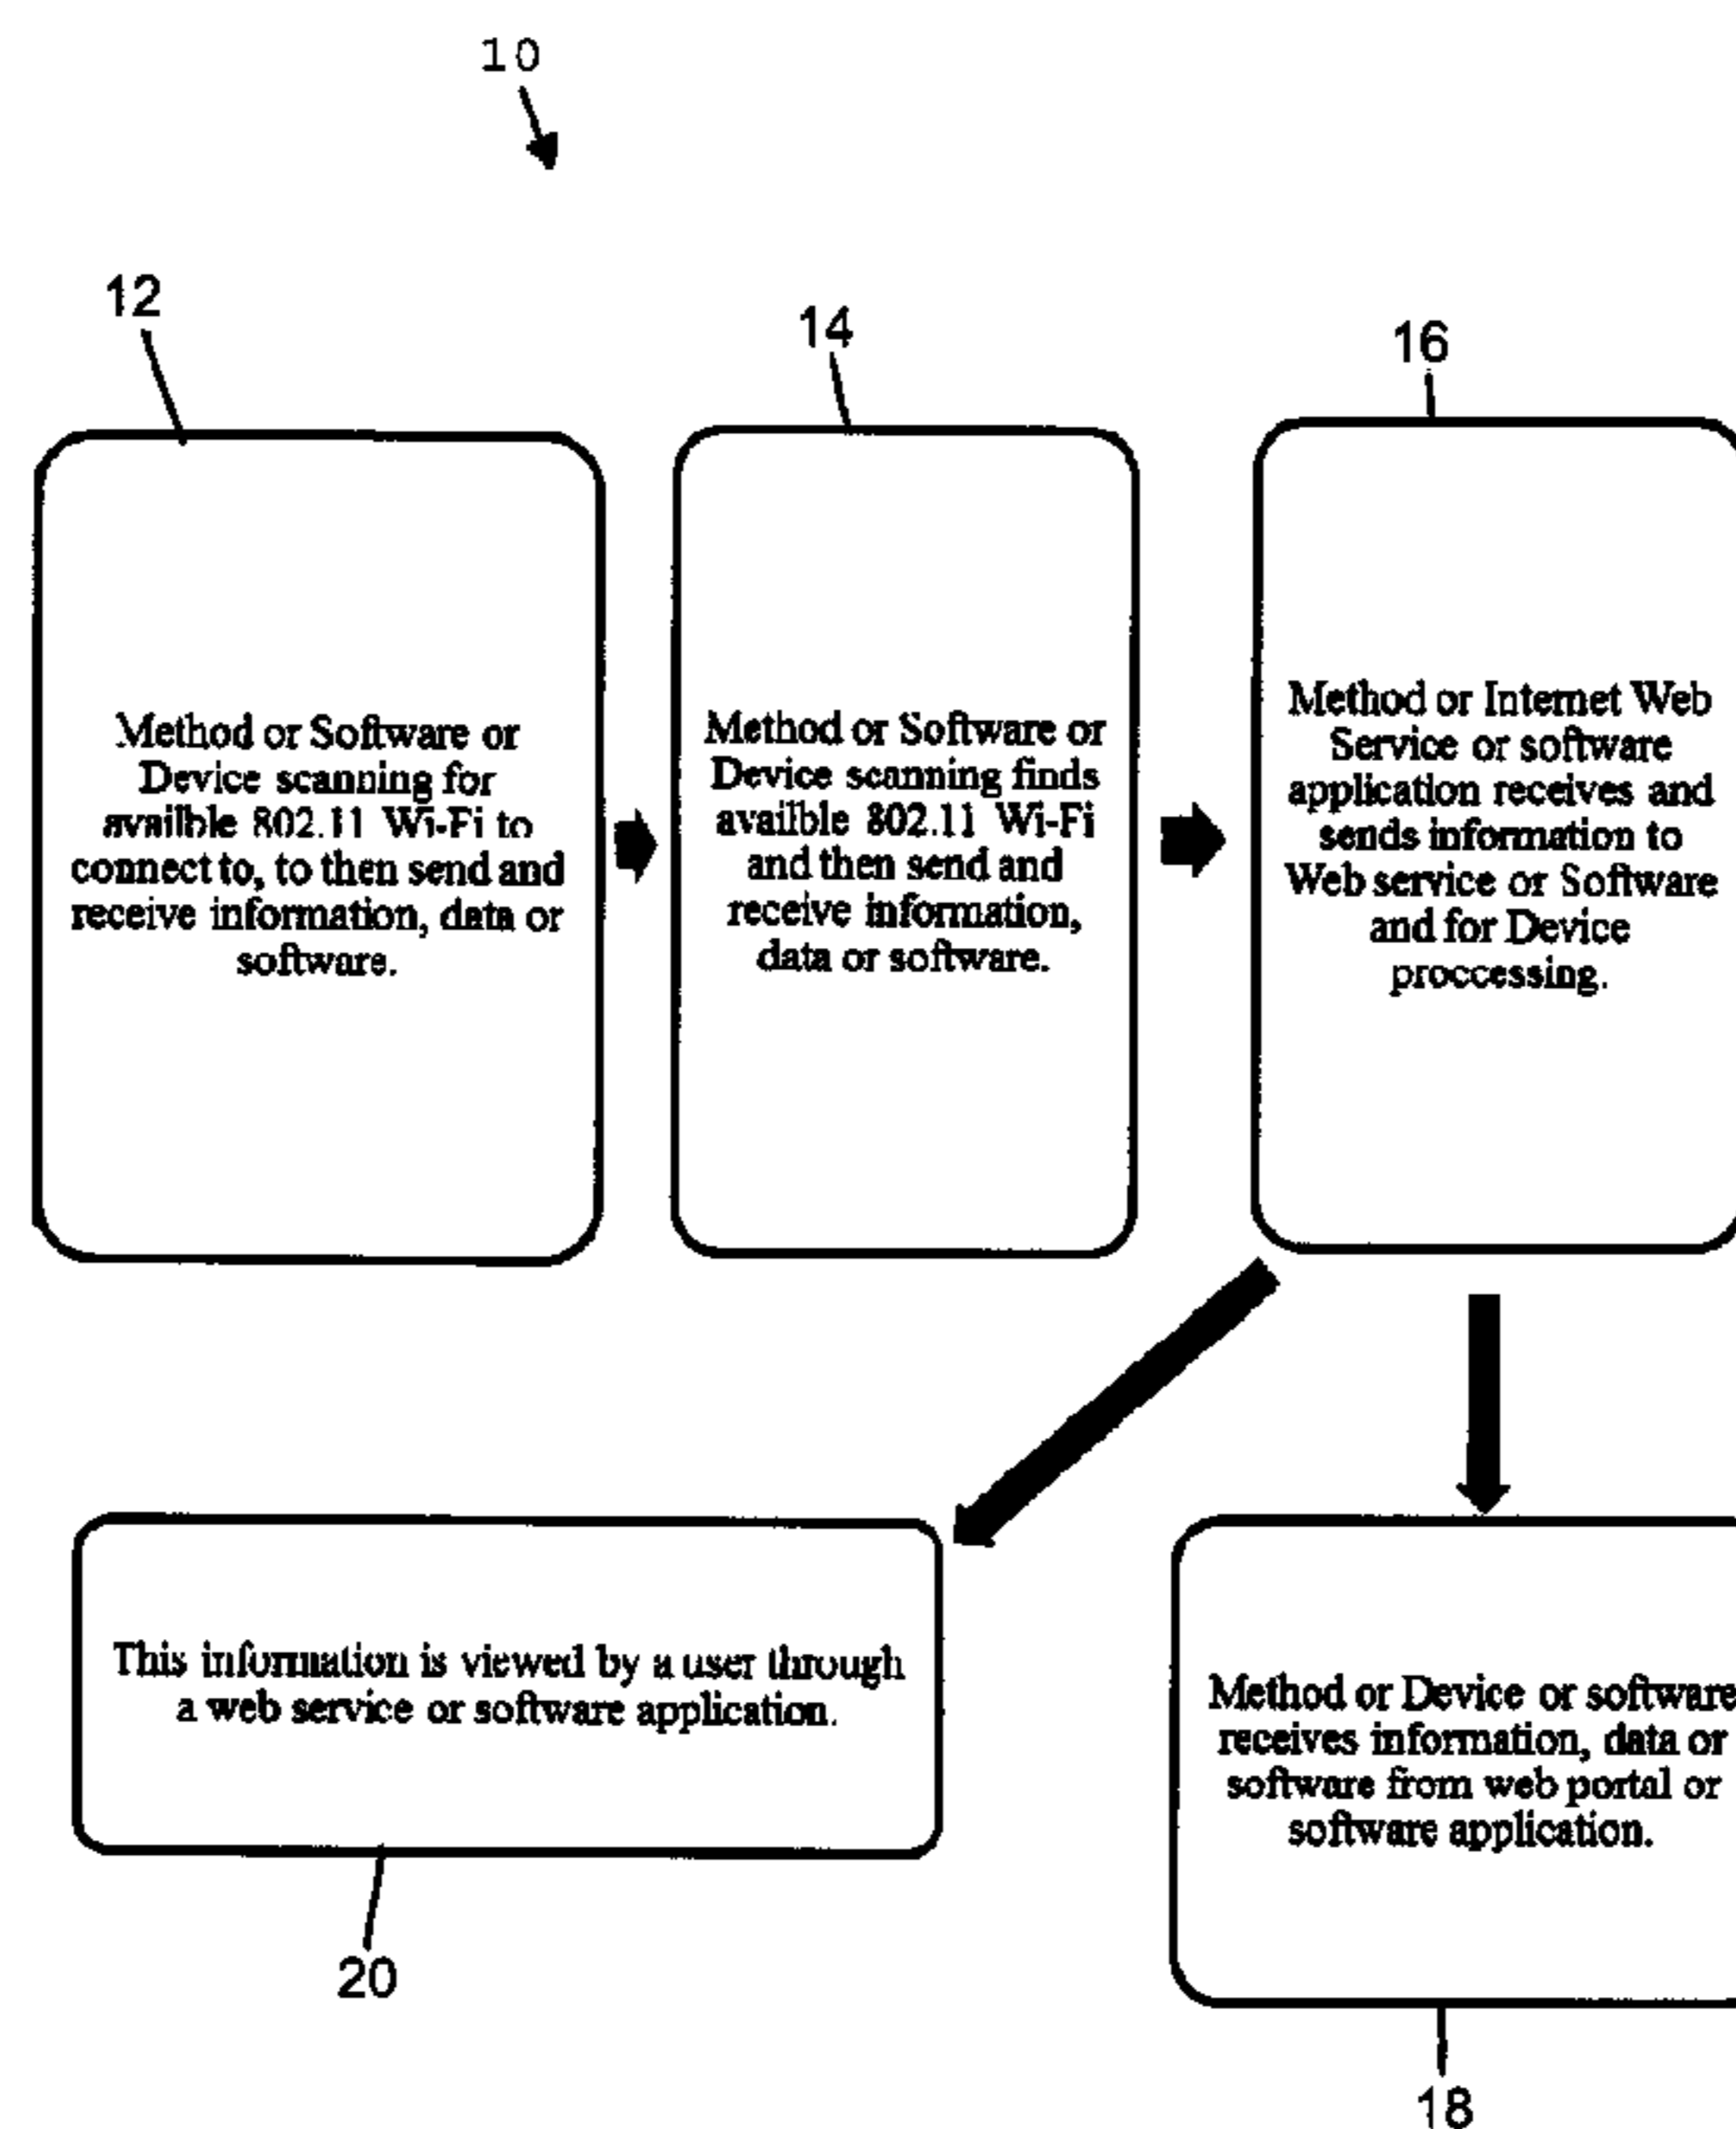 10
12
14
16
Method or Software or
Device scanning for
availble 802.11 Wi-Fi to
connect to, to then send and
receive information, data or
software.
Method or Software or
Device scanning finds
availble 802.11 Wi-Fi
and then send and
receive information,
data or software.
Method or Internet Web
Service or software
application receives and
sends information to
Web service or Software
and for Device
proccessing.
This information is viewed by a user through
a web service or software application.
20
Method or Device or software
receives information, data or
software from web portal or
software application.
18